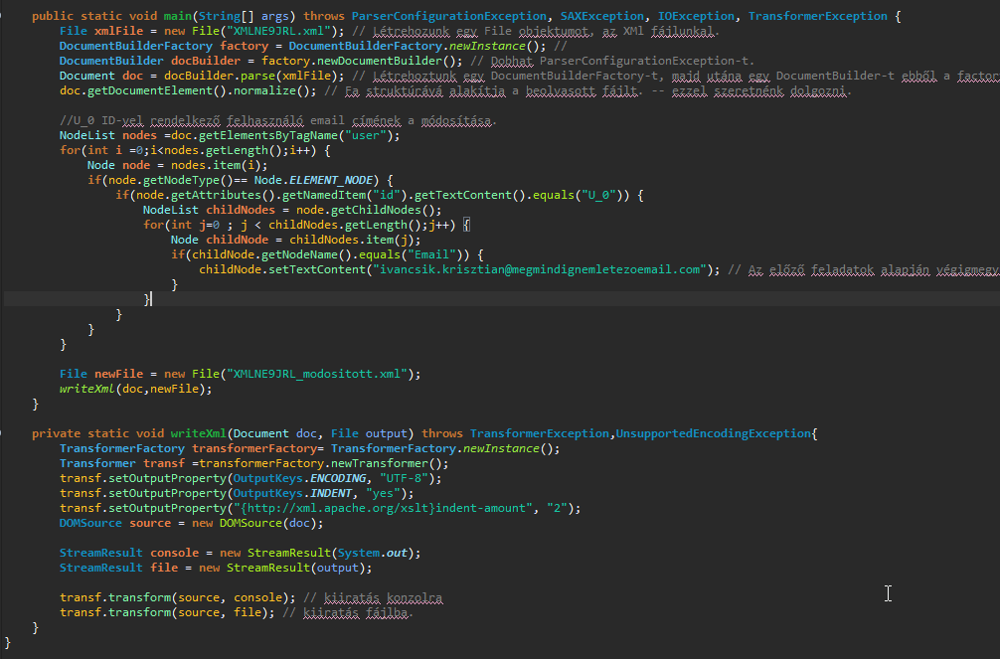 public static void main(String[] args) throws ParserConfigurationException, SAXException, IOException, TransformerException {
File xmlFile = new File("XMLNE9JRL.xml"); // Létrehozunk egy File objektumot, az XMl fájlunkal.
DocumentBuilderFactory factory = DocumentBuilderFactory.newInstance(); //
DocumentBuilder docBuilder = factory.newDocumentBuilder(); // Dobhat ParserConfigurationException-t.
Document doc = docBuilder.parse(xmlFile); // Létrehoztunk egy DocumentBuilderFactory-t, majd utána egy DocumentBuilder-t ebből a factor
doc.getDocumentElement().normalize(); // Fa struktúrává alakítja a beolvasott fájlt. -- ezzel szeretnénk dolgozni.
//U_0 ID-vel rendelkező felhasználó email címének a módosítása.
NodeList nodes =doc.getElementsByTagName("user");
for(int i =0;i<nodes.getLength();i++) {
Node node = nodes.item(i);
if(node.getNodeType()== Node.ELEMENT_NODE) {
if(node.getAttributes().getNamedItem("id").getTextContent().equals("U_0")) {
NodeList childNodes = node.getChildNodes();
for(int j=0 ; j < childNodes.getLength();j++) {
Node childNode = childNodes.item(j);
if(childNode.getNodeName().equals("Email")) {
childNode.setTextContent("ivancsik.krisztian@megmindignemletezoemail.com"); // Az előző feladatok alapján végigmegy
}
}
}
}
}
File newFile = new File("XMLNE9JRL_modositott.xml");
writeXml(doc,newFile);
}
private static void writeXml(Document doc, File output) throws TransformerException,UnsupportedEncodingException{
TransformerFactory transformerFactory= TransformerFactory.newInstance();
Transformer transf =transformerFactory.newTransformer();
transf.setOutputProperty(OutputKeys.ENCODING, "UTF-8");
transf.setOutputProperty(OutputKeys.INDENT, "yes");
transf.setOutputProperty("{http://xml.apache.org/xslt}indent-amount", "2");
DOMSource source = new DOMSource(doc);
StreamResult console = new StreamResult(System.out);
StreamResult file = new StreamResult(output);
transf.transform(source, console); // kiiratás konzolra
transf.transform(source, file); // kiiratás fájlba.
}
}